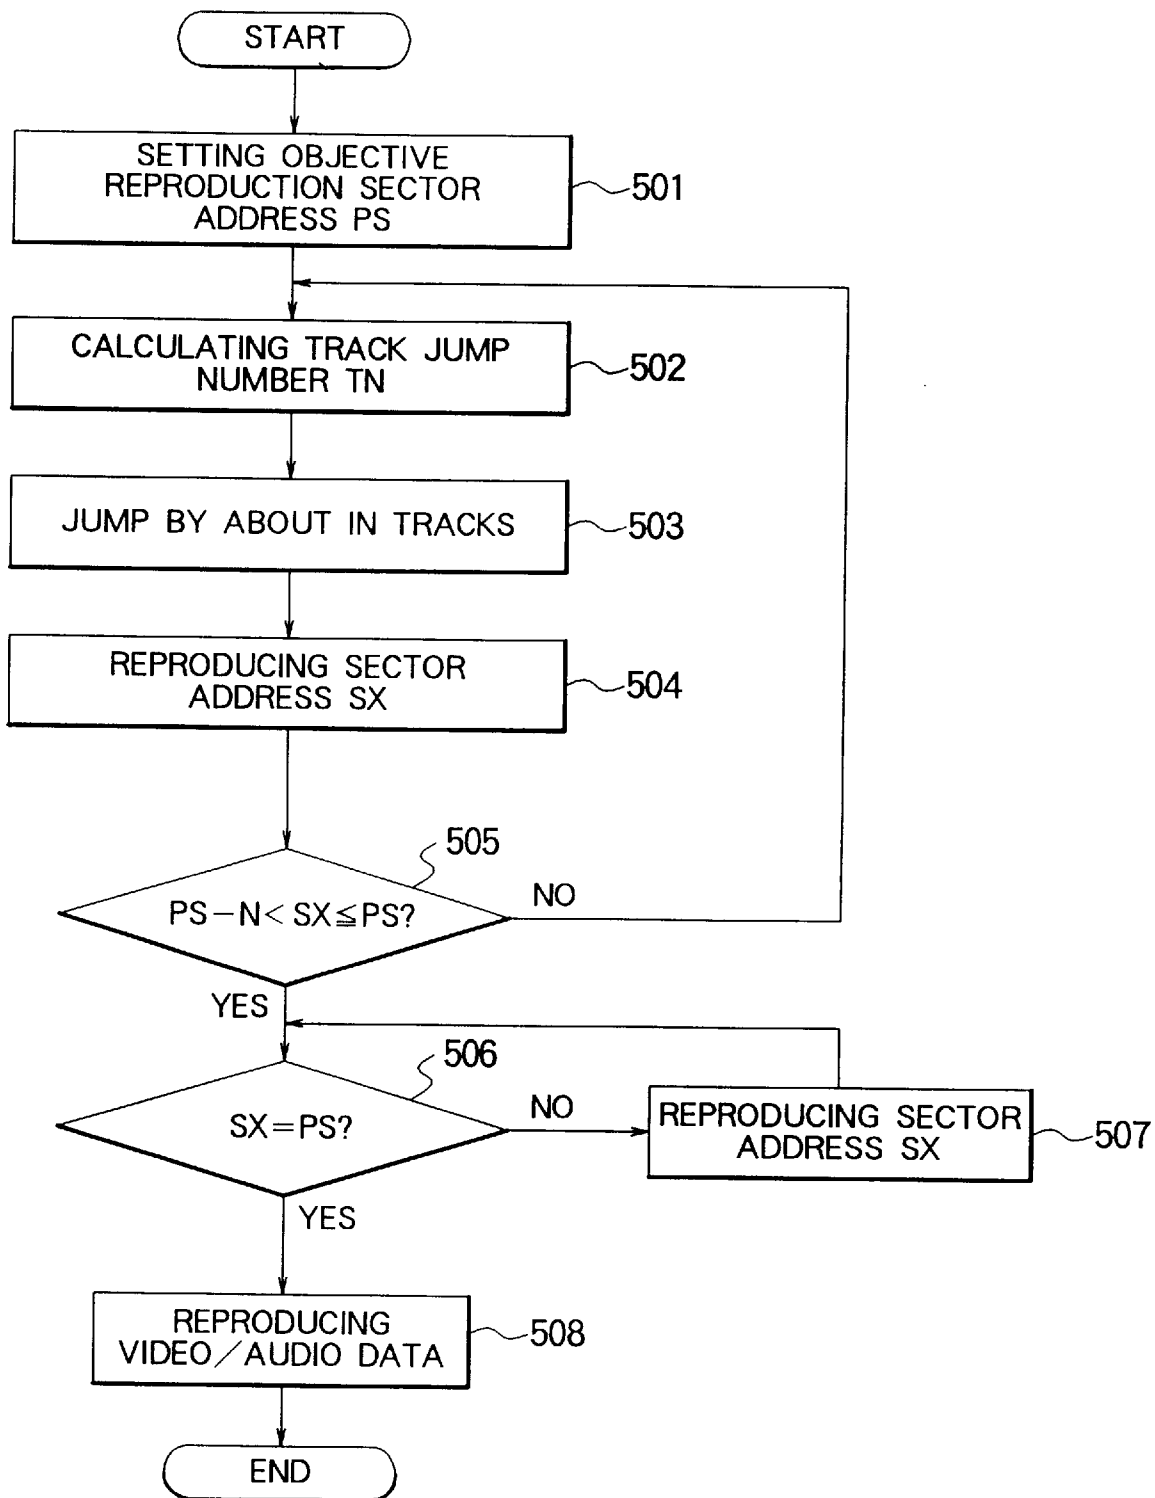 START
SETTING OBJECTIVE
REPRODUCTION SECTOR
ADDRESS PS
501
CALCULATING TRACK JUMP
NUMBER TN
502
JUMP BY ABOUT IN TRACKS
503
REPRODUCING SECTOR
ADDRESS SX
504
505
PS−N<SX≦PS?
NO
YES
506
SX=PS?
NO
REPRODUCING SECTOR
ADDRESS SX
507
YES
REPRODUCING
VIDEO/AUDIO DATA
508
END